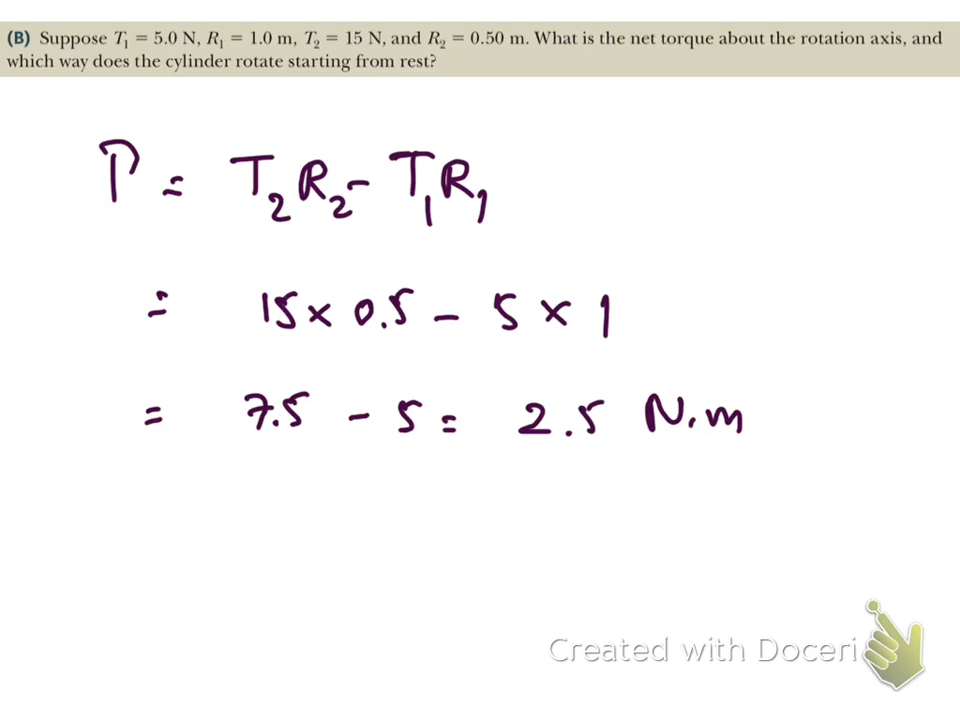 (B) Suppose T₁ = 5.0 N, R₁ = 1.0 m, T₂ = 15 N, and R₂ = 0.50 m. What is the net torque about the rotation axis, and
which way does the cylinder rotate starting from rest?
τ = T₂R₂ - T₁R₁
= 15 × 0.5 - 5 × 1
= 7.5 - 5 = 2.5 N.m
Created with Doceri